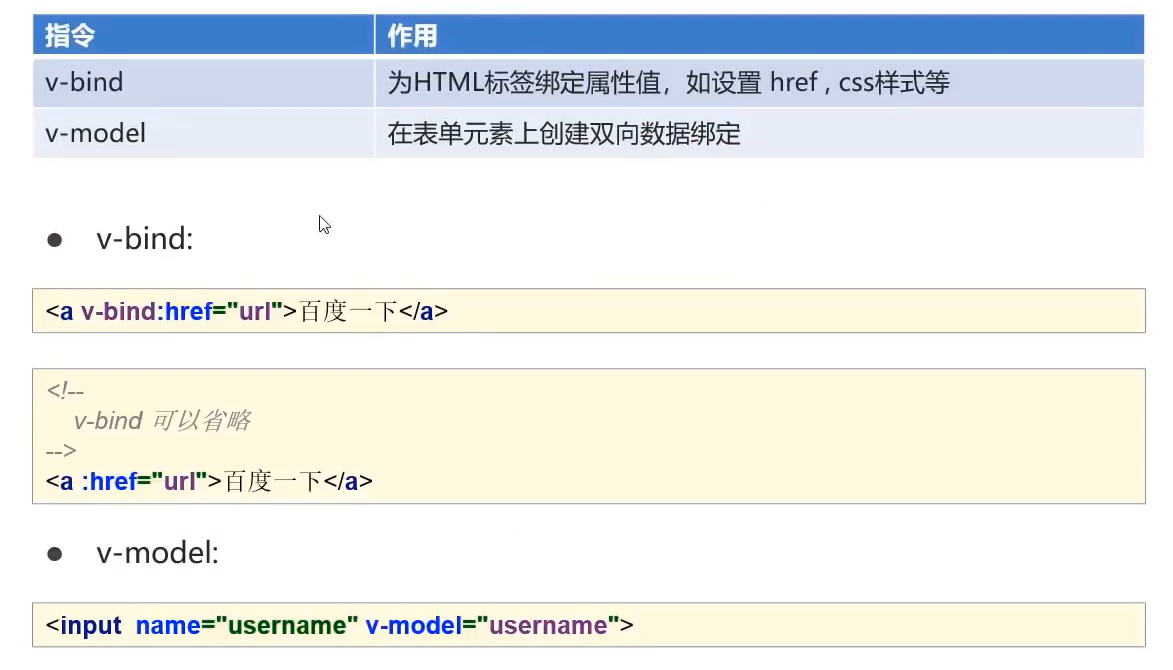 指令 作用
v-bind 为HTML标签绑定属性值，如设置 href , css样式等
v-model 在表单元素上创建双向数据绑定
● v-bind:
<a v-bind:href="url">百度一下</a>
<!--
v-bind 可以省略
-->
<a :href="url">百度一下</a>
● v-model:
<input name="username" v-model="username">